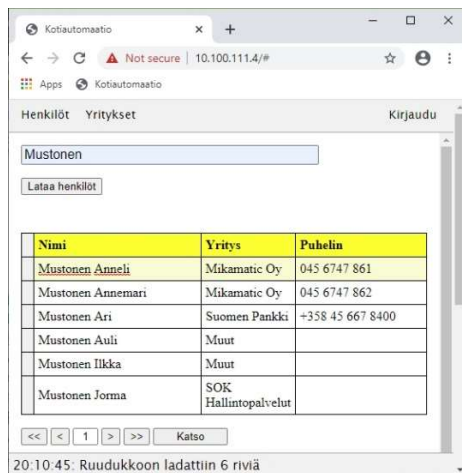 Kotiautomaatio
Not secure 10.100.111.4/#
Apps Kotiautomaatio
Henkilöt Yritykset Kirjaudu
Mustonen
Lataa henkilöt
Nimi Yritys Puhelin
Mustonen Anneli Mikamatic Oy 045 6747 861
Mustonen Annemari Mikamatic Oy 045 6747 862
Mustonen Ari Suomen Pankki +358 45 667 8400
Mustonen Auli Muut
Mustonen Ilkka Muut
Mustonen Jorma SOK
Hallintopalvelut
<< < 1 > >> Katso
20:10:45: Ruudukkoon ladattiin 6 riviä